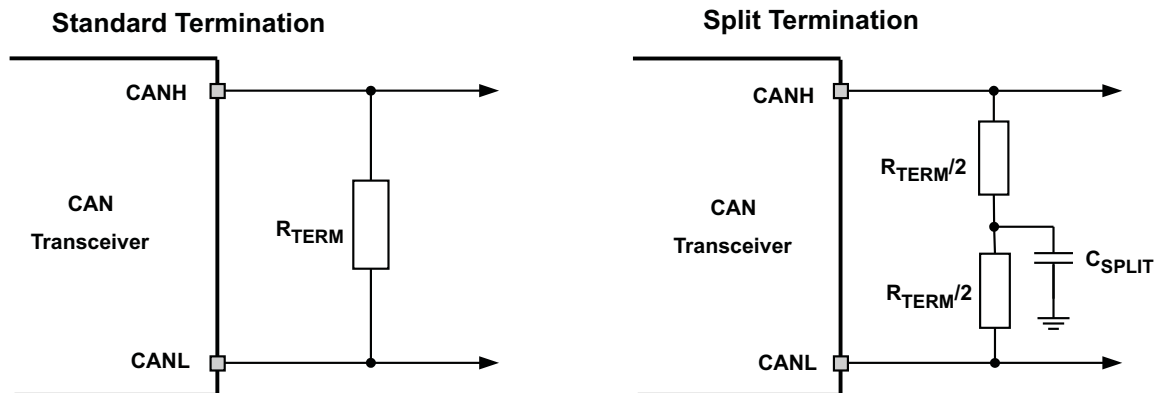 Standard Termination
CANH
CAN
Transceiver
RTERM
CANL
Split Termination
CANH
RTERM/2
CAN
Transceiver
CSPLIT
RTERM/2
CANL